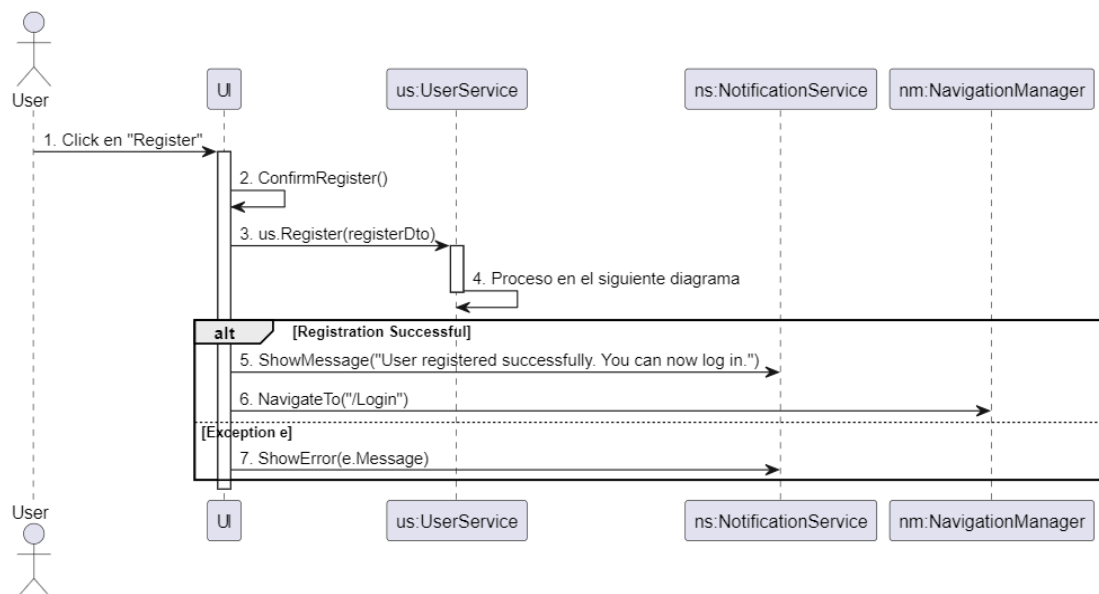 User
UI
us:UserService
ns:NotificationService
nm:NavigationManager
1. Click en "Register"
2. ConfirmRegister()
3. us.Register(registerDto)
4. Proceso en el siguiente diagrama
alt [Registration Successful]
5. ShowMessage("User registered successfully. You can now log in.")
6. NavigateTo("/Login")
[Exception e]
7. ShowError(e.Message)
User
UI
us:UserService
ns:NotificationService
nm:NavigationManager